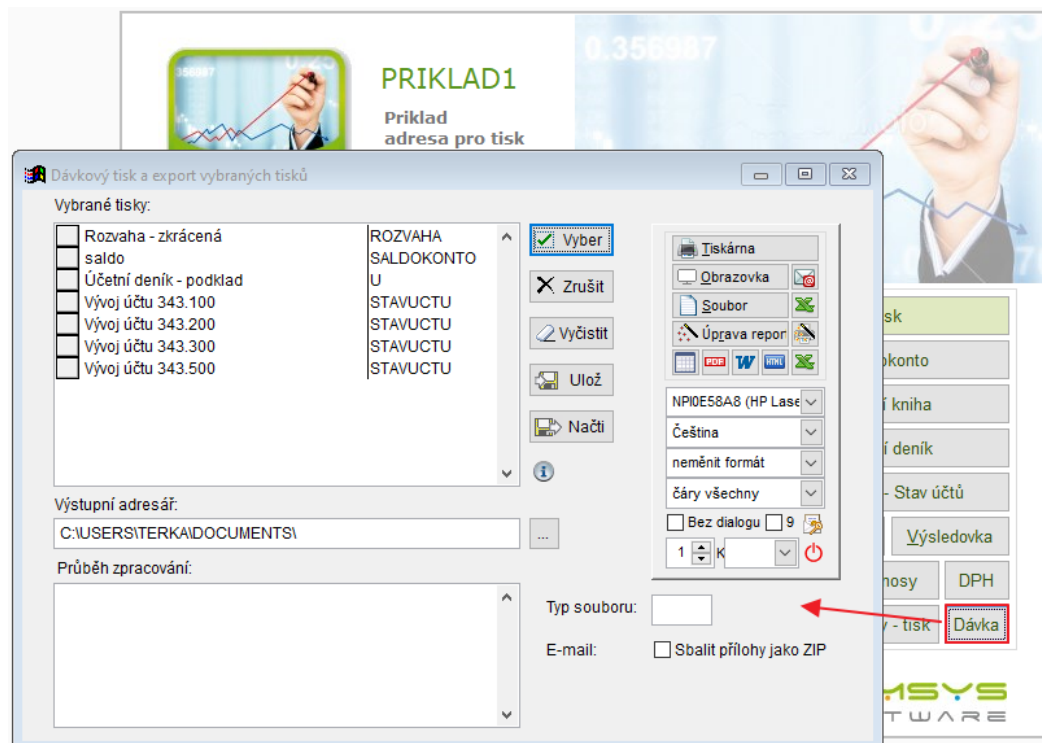 0.356987
0.25
356987
PRIKLAD1
Priklad
adresa pro tisk
Dávkový tisk a export vybraných tisků
Vybrané tisky:
Rozvaha - zkrácená ROZVAHA
saldo SALDOKONTO
Účetní deník - podklad U
Vývoj účtu 343.100 STAVUCTU
Vývoj účtu 343.200 STAVUCTU
Vývoj účtu 343.300 STAVUCTU
Vývoj účtu 343.500 STAVUCTU
Vyber
Zrušit
Vyčistit
Ulož
Načti
Tiskárna
Obrazovka
Soubor
Úprava repor
PDF W HTML
NPI0E58A8 (HP Lase
Čeština
neměnit formát
čáry všechny
Bez dialogu 9
1 K
Výstupní adresář:
C:\USERS\TERKA\DOCUMENTS\
...
Průběh zpracování:
Typ souboru:
E-mail: Sbalit přílohy jako ZIP
sk
okonto
í kniha
í deník
- Stav účtů
Výsledovka
nosy DPH
y - tisk Dávka
MSYS
TWARE